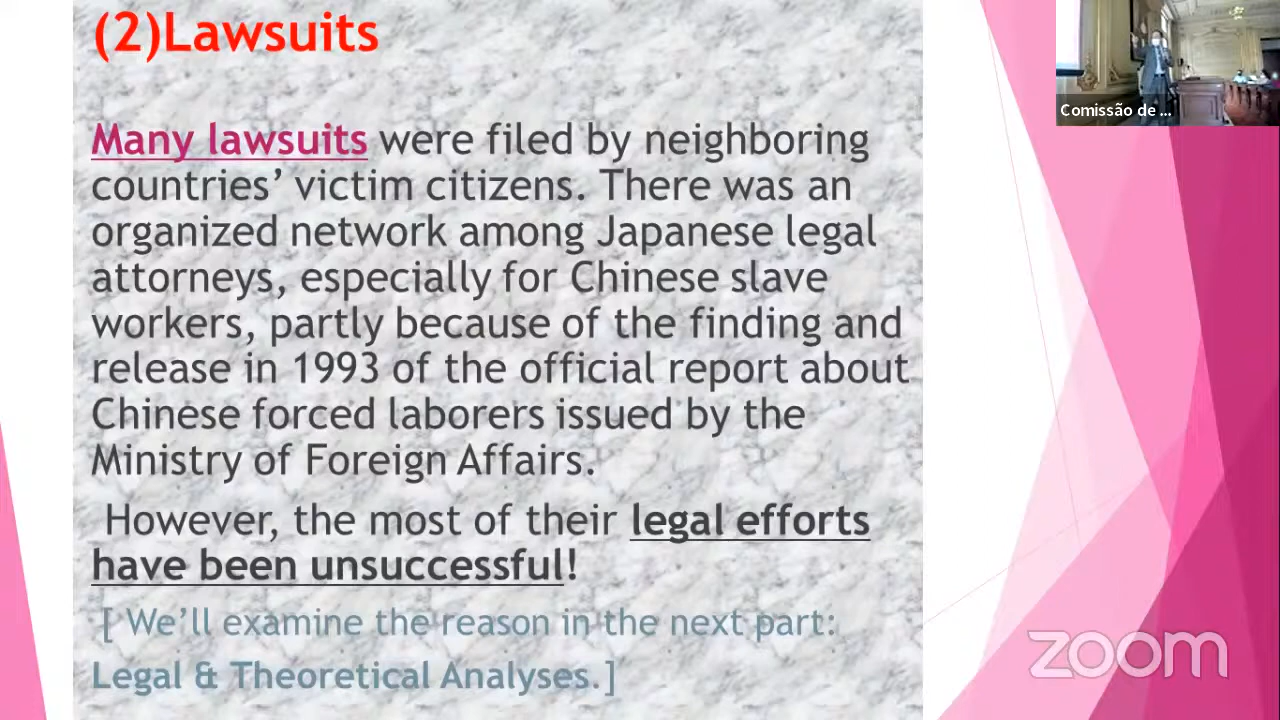 (2)Lawsuits
Many lawsuits were filed by neighboring
countries’ victim citizens. There was an
organized network among Japanese legal
attorneys, especially for Chinese slave
workers, partly because of the finding and
release in 1993 of the official report about
Chinese forced laborers issued by the
Ministry of Foreign Affairs.
However, the most of their legal efforts
have been unsuccessful!
[ We’ll examine the reason in the next part:
Legal & Theoretical Analyses.]
Comissão de ...
zoom